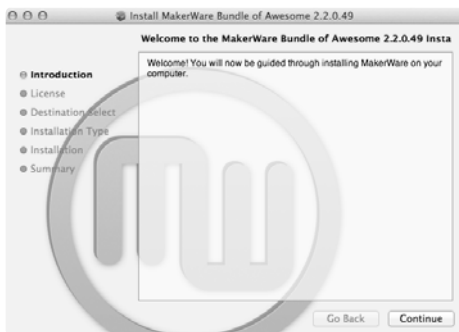 Install MakerWare Bundle of Awesome 2.2.0.49
Welcome to the MakerWare Bundle of Awesome 2.2.0.49 Insta
Introduction
License
Destination Select
Installation Type
Installation
Summary
Welcome! You will now be guided through installing MakerWare on your
computer.
Go Back
Continue